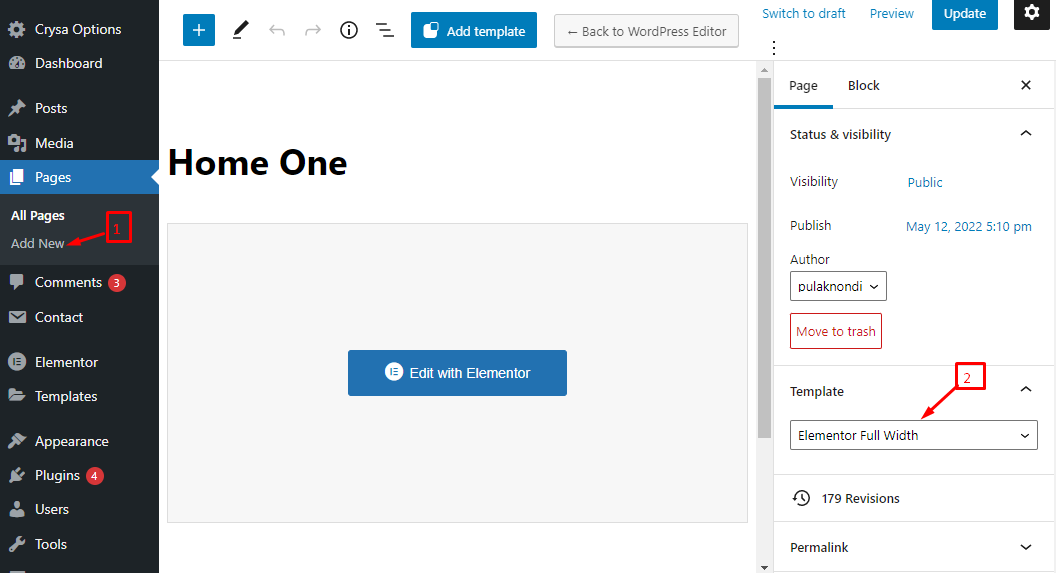 Crysa Options
Dashboard
Posts
Media
Pages
All Pages
Add New
1
Comments 3
Contact
Elementor
Templates
Appearance
Plugins 4
Users
Tools
Add template
← Back to WordPress Editor
Switch to draft
Preview
Update
Home One
Edit with Elementor
Page Block
Status & visibility
Visibility Public
Publish May 12, 2022 5:10 pm
Author
pulaknondi
Move to trash
2
Template
Elementor Full Width
179 Revisions
Permalink